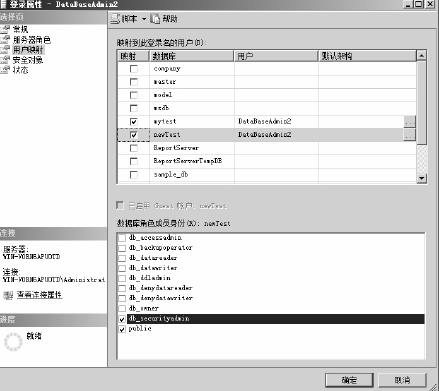 登录属性 - DataBaseAdmin2
选择页
常规
服务器角色
用户映射
安全对象
状态
脚本
帮助
映射到此登录名的用户(D):
映射 数据库 用户 默认架构
company
master
model
msdb
mytest DataBaseAdmin2 ...
newTest DataBaseAdmin2 ...
ReportServer
ReportServerTempDB
sample_db
已启用 Guest 帐户: newTest
数据库角色成员身份(R): newTest
db_accessadmin
db_backupoperator
db_datareader
db_datawriter
db_ddladmin
db_denydatareader
db_denydatawriter
db_owner
db_securityadmin
public
连接
服务器:
连接:
查看连接属性
进度
就绪
确定
取消